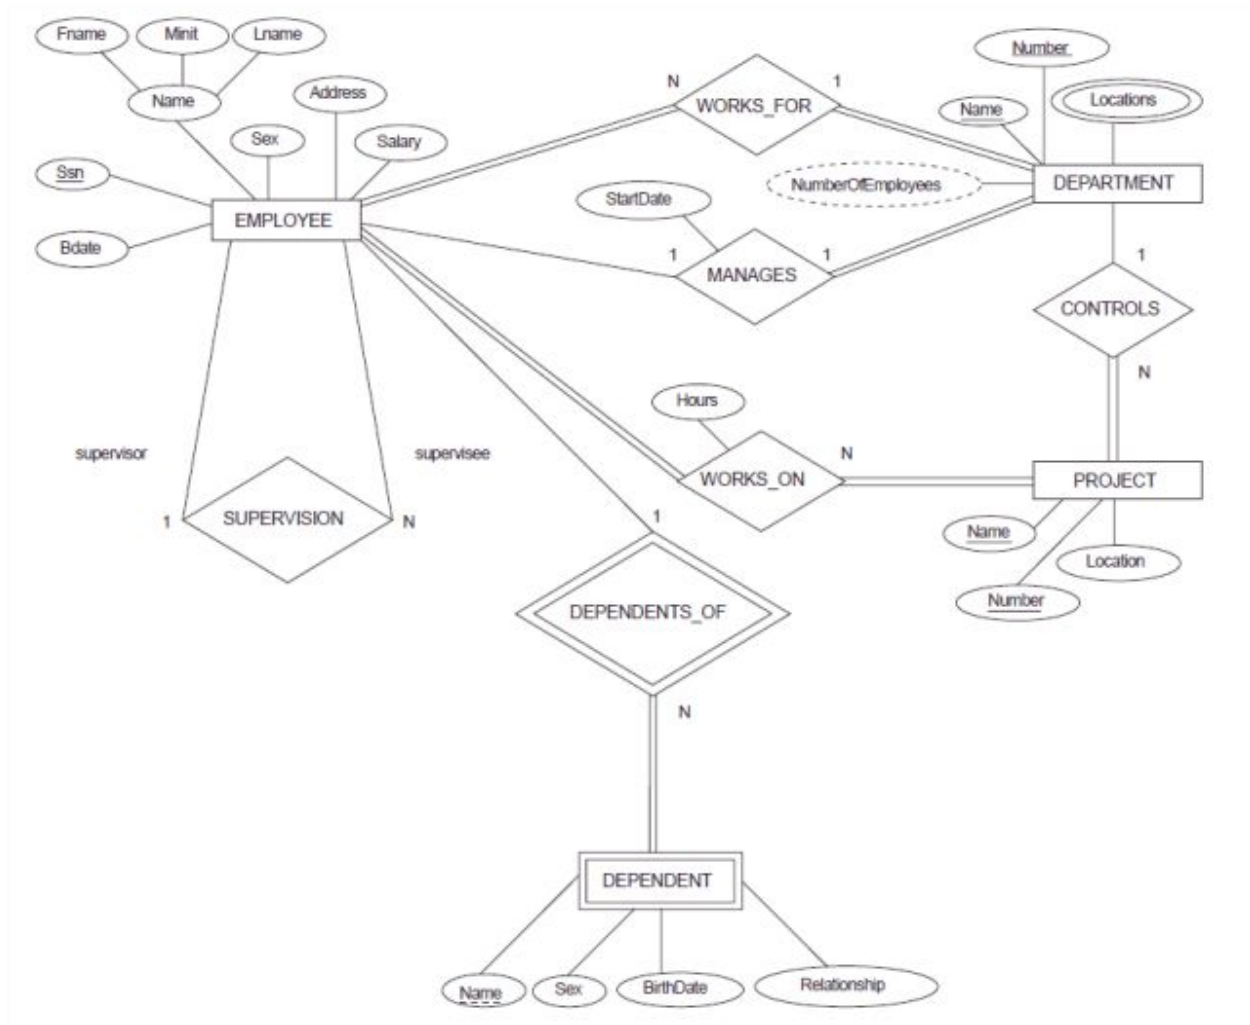 Fname
Minit
Lname
Name
Address
Sex
Salary
Ssn
Bdate
EMPLOYEE
N
WORKS_FOR
1
Number
Name
Locations
NumberOfEmployees
DEPARTMENT
StartDate
1
MANAGES
1
1
CONTROLS
N
supervisor
supervisee
1
SUPERVISION
N
Hours
WORKS_ON
N
PROJECT
Name
Number
Location
1
DEPENDENTS_OF
N
DEPENDENT
Name
Sex
BirthDate
Relationship